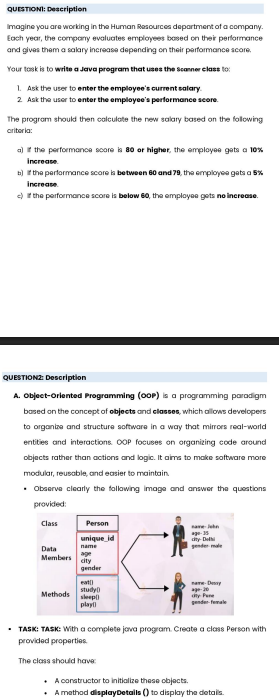 QUESTION1: Description
Imagine you are working in the Human Resources department of a company.
Each year, the company evaluates employees based on their performance
and gives them a salary increase depending on their performance score.
Your task is to write a Java program that uses the Scanner class to:
1. Ask the user to enter the employee's current salary.
2. Ask the user to enter the employee's performance score.
The program should then calculate the new salary based on the following
criteria:
a) If the performance score is 80 or higher, the employee gets a 10%
increase.
b) If the performance score is between 60 and 79, the employee gets a 5%
increase.
c) If the performance score is below 60, the employee gets no increase.
QUESTION2: Description
A. Object-Oriented Programming (OOP) is a programming paradigm
based on the concept of objects and classes, which allows developers
to organize and structure software in a way that mirrors real-world
entities and interactions. OOP focuses on organizing code around
objects rather than actions and logic. It aims to make software more
modular, reusable, and easier to maintain.
• Observe clearly the following image and answer the questions
provided:
Class Person
Data
Members
unique_id
name
age
city
gender
Methods
eat()
study()
sleep()
play()
name- John
age- 35
city- Delhi
gender- male
name- Dessy
age- 20
city- Pune
gender- female
• TASK: TASK: With a complete java program. Create a class Person with
provided properties.
The class should have:
• A constructor to initialize these objects.
• A method displayDetails () to display the details.